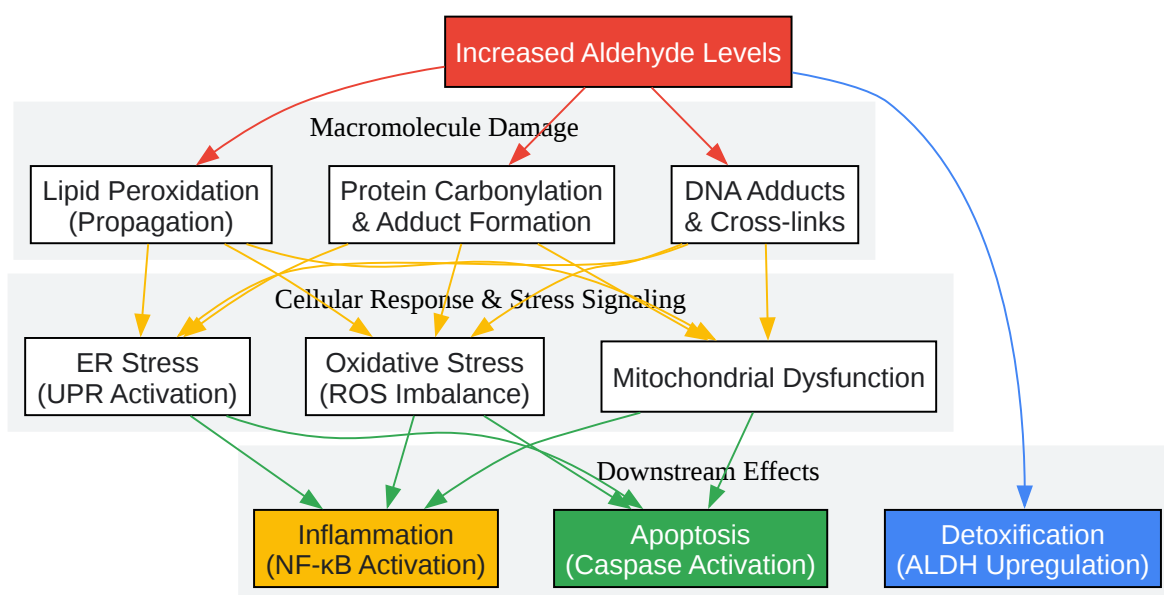 Increased Aldehyde Levels
Macromolecule Damage
Lipid Peroxidation
(Propagation)
Protein Carbonylation
& Adduct Formation
DNA Adducts
& Cross-links
Cellular Response & Stress Signaling
ER Stress
(UPR Activation)
Oxidative Stress
(ROS Imbalance)
Mitochondrial Dysfunction
Downstream Effects
Inflammation
(NF-κB Activation)
Apoptosis
(Caspase Activation)
Detoxification
(ALDH Upregulation)